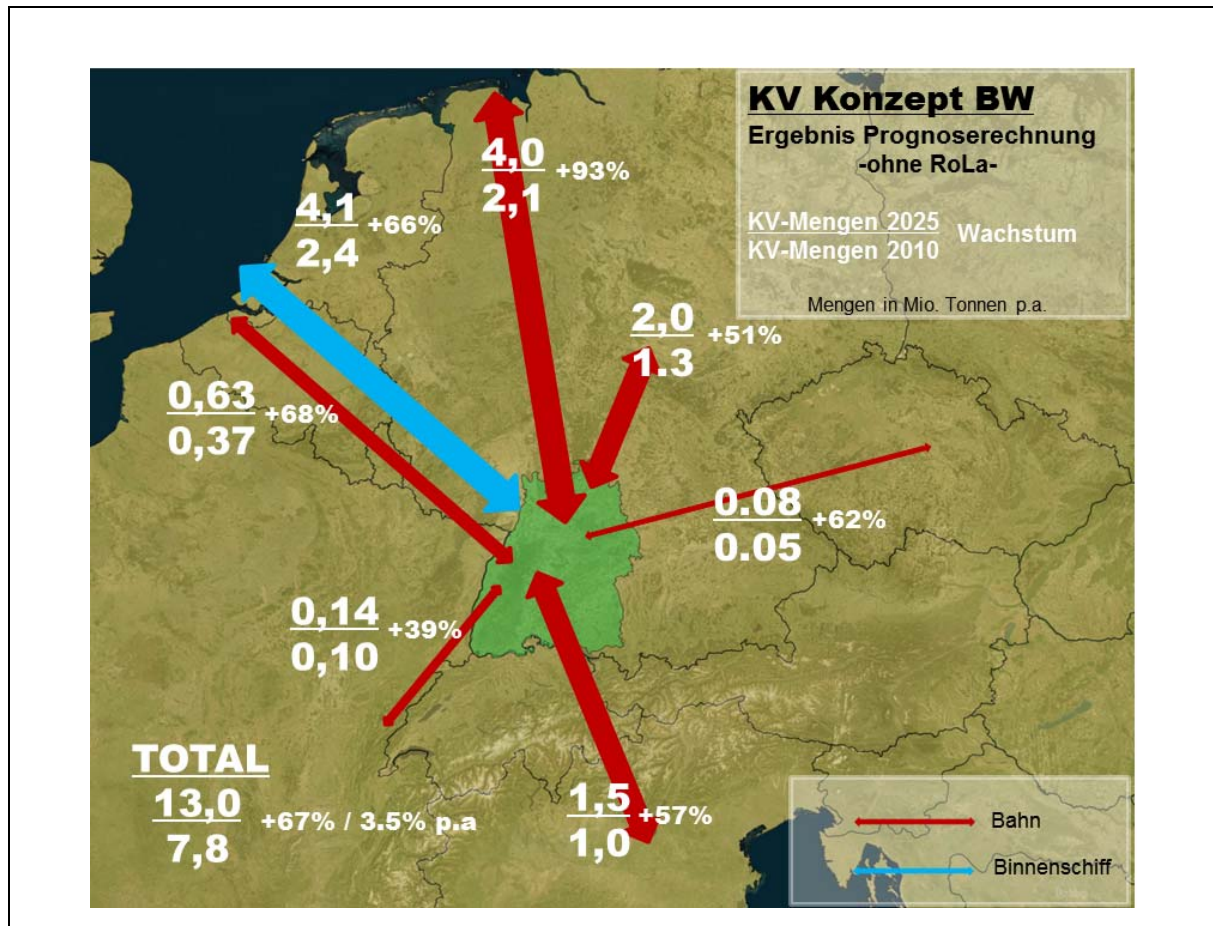 KV Konzept BW
Ergebnis Prognoserechnung
-ohne RoLa-
KV-Mengen 2025
KV-Mengen 2010
Wachstum
Mengen in Mio. Tonnen p.a.
4,0
2,1
+93%
4,1
2,4
+66%
2,0
1.3
+51%
0,63
0,37
+68%
0.08
0.05
+62%
0,14
0,10
+39%
1,5
1,0
+57%
TOTAL
13,0
7,8
+67% / 3.5% p.a
Bahn
Binnenschiff